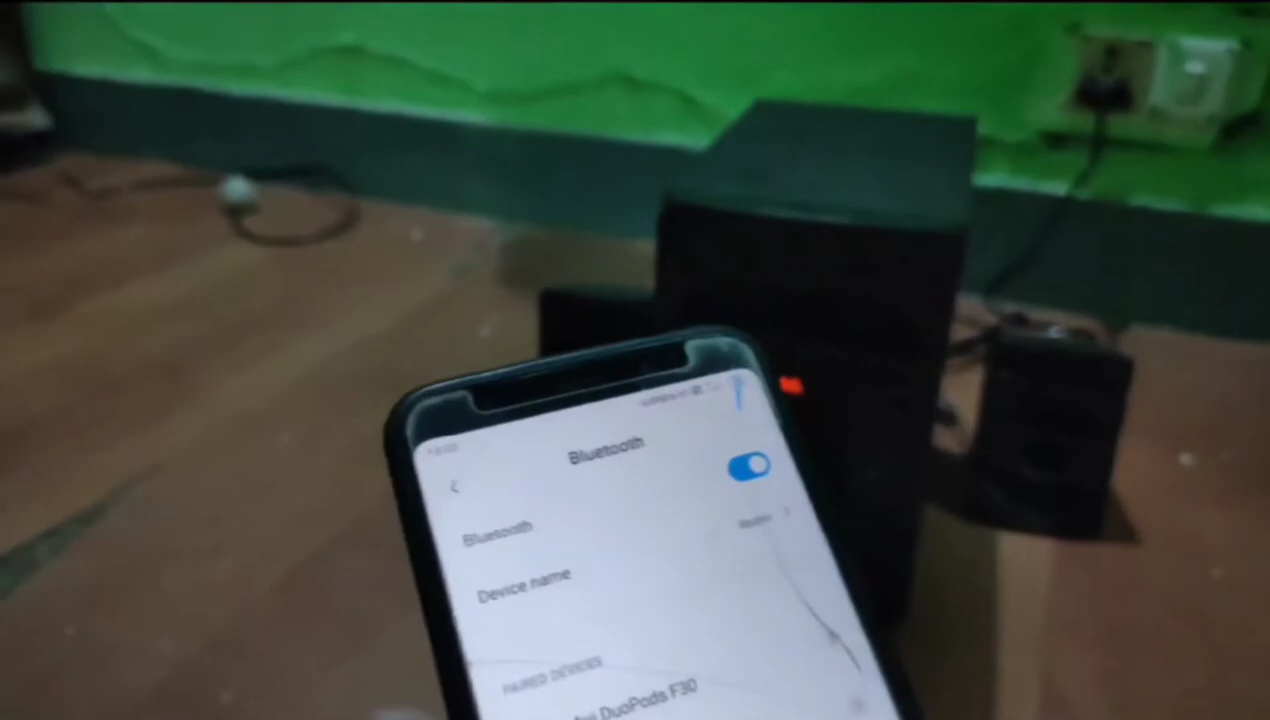 Bluetooth
Bluetooth
Device name
PAIRED DEVICES
DuoPods F30